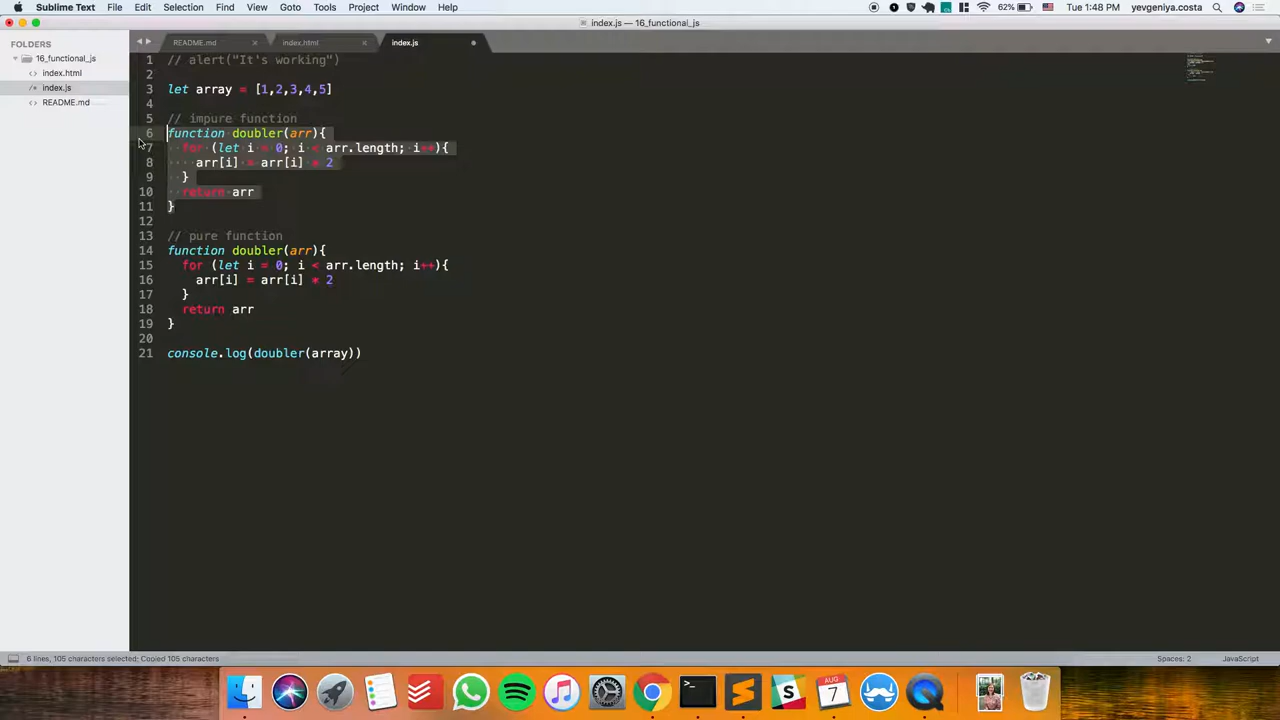 Sublime Text File Edit Selection Find View Goto Tools Project Window Help 62% Tue 1:48 PM yevgeniya.costa
index.js — 16_functional_js
FOLDERS
16_functional_js
index.html
index.js
README.md
README.md index.html index.js
1 // alert("It's working")
2
3 let array = [1,2,3,4,5]
4
5 // impure function
6 function doubler(arr){
7 for (let i = 0; i < arr.length; i++){
8 arr[i] = arr[i] * 2
9 }
10 return arr
11 }
12
13 // pure function
14 function doubler(arr){
15 for (let i = 0; i < arr.length; i++){
16 arr[i] = arr[i] * 2
17 }
18 return arr
19 }
20
21 console.log(doubler(array))
6 lines, 105 characters selected; Copied 105 characters Spaces: 2 JavaScript
AUG
7